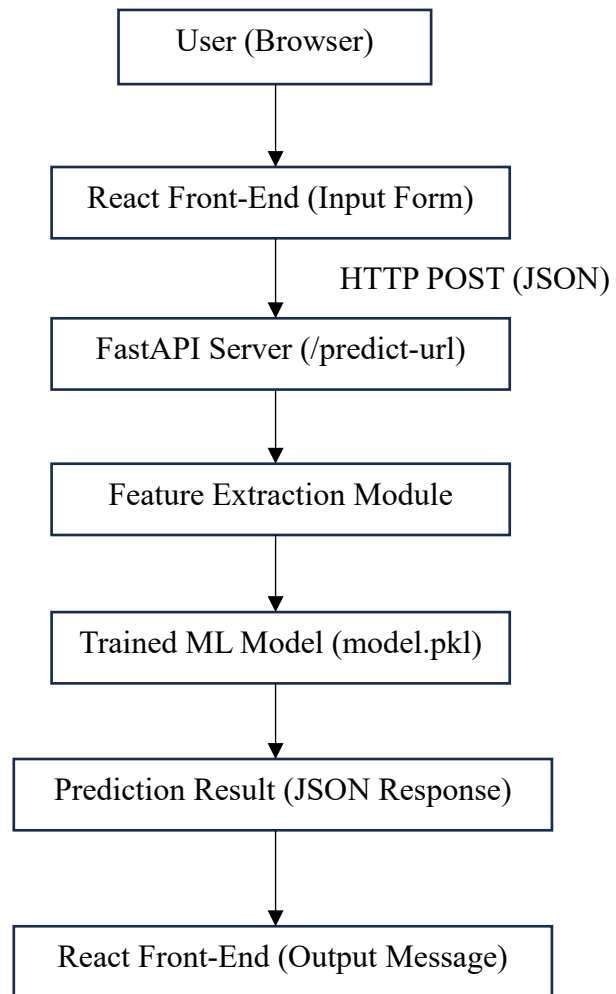 User (Browser)
React Front-End (Input Form)
HTTP POST (JSON)
FastAPI Server (/predict-url)
Feature Extraction Module
Trained ML Model (model.pkl)
Prediction Result (JSON Response)
React Front-End (Output Message)